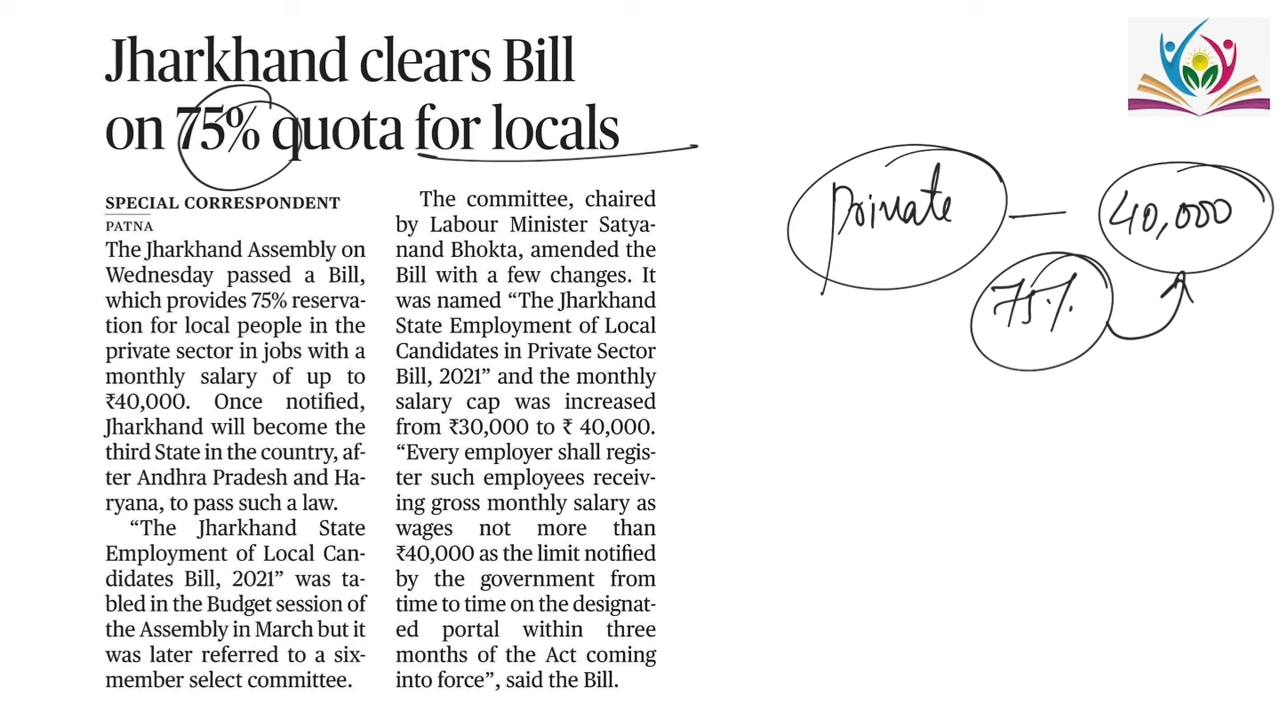 Jharkhand clears Bill
on 75% quota for locals
SPECIAL CORRESPONDENT
PATNA
The Jharkhand Assembly on
Wednesday passed a Bill,
which provides 75% reserva-
tion for local people in the
private sector in jobs with a
monthly salary of up to
₹40,000. Once notified,
Jharkhand will become the
third State in the country, af-
ter Andhra Pradesh and Ha-
ryana, to pass such a law.
“The Jharkhand State
Employment of Local Can-
didates Bill, 2021” was ta-
bled in the Budget session of
the Assembly in March but it
was later referred to a six-
member select committee.
The committee, chaired
by Labour Minister Satya-
nand Bhokta, amended the
Bill with a few changes. It
was named “The Jharkhand
State Employment of Local
Candidates in Private Sector
Bill, 2021” and the monthly
salary cap was increased
from ₹30,000 to ₹ 40,000.
“Every employer shall regis-
ter such employees receiv-
ing gross monthly salary as
wages not more than
₹40,000 as the limit notified
by the government from
time to time on the designat-
ed portal within three
months of the Act coming
into force”, said the Bill.
Private — 40,000
75%